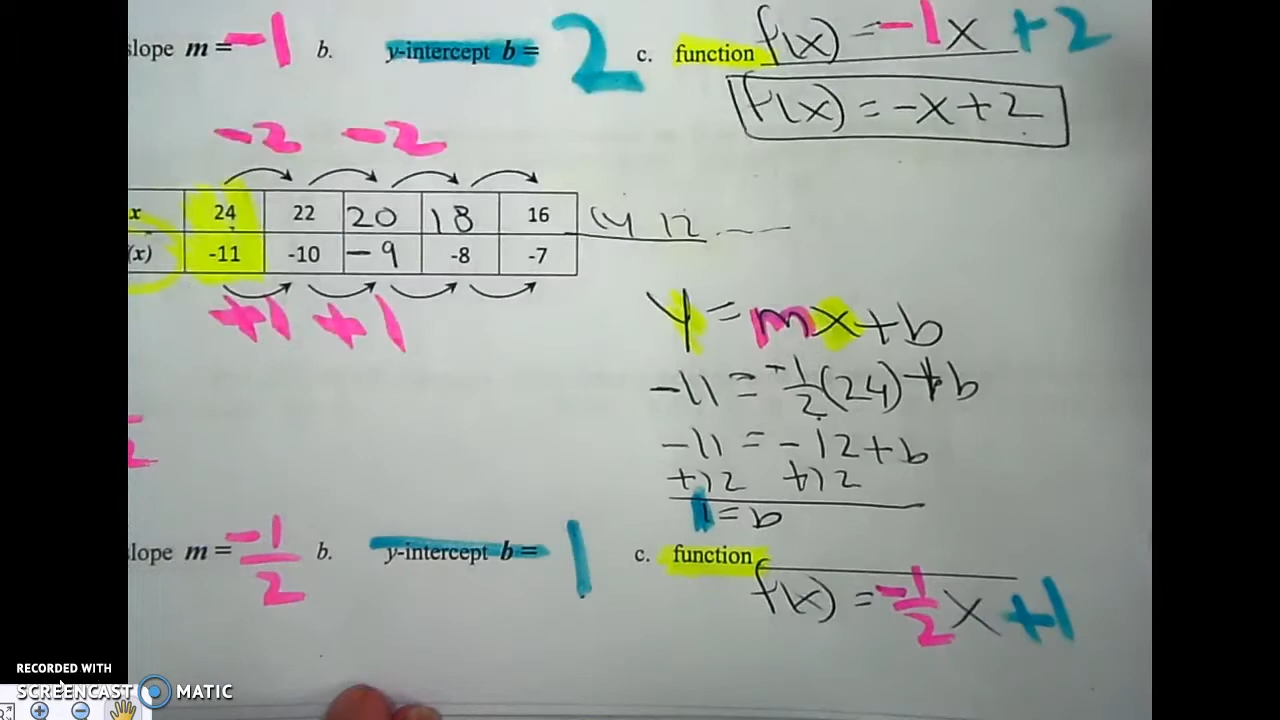 slope m = -1 b. y-intercept b = 2 c. function f(x) = -1x + 2
f(x) = -x + 2
-2 -2
x 24 22 20 18 16 14 12
(x) -11 -10 -9 -8 -7
+1 +1
y = mx + b
-11 = -1/2 (24) + b
-11 = -12 + b
+12 +12
1 = b
slope m = -1/2 b. y-intercept b = 1 c. function
f(x) = -1/2 x + 1
RECORDED WITH
SCREENCAST MATIC